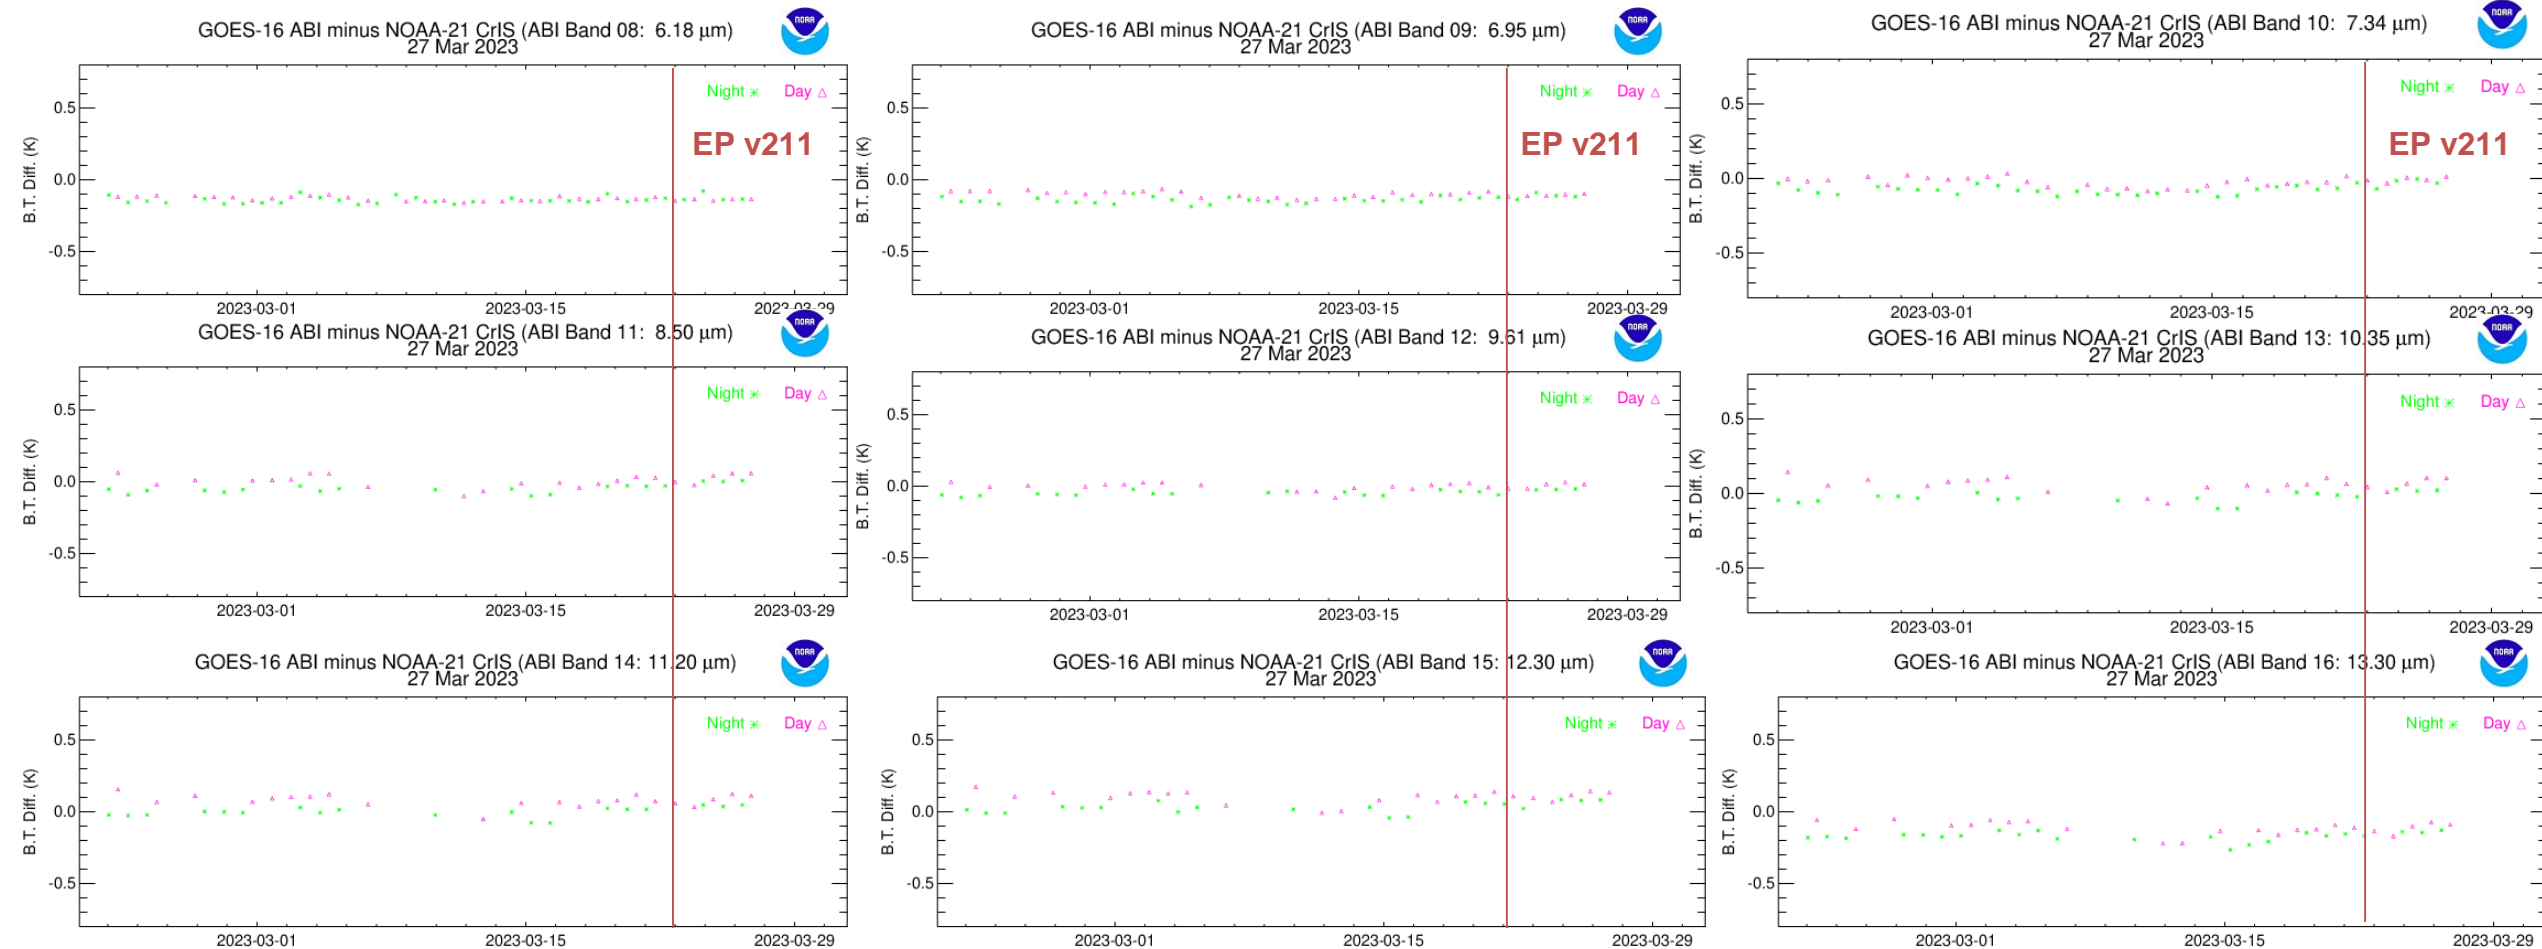 GOES-16 ABI minus NOAA-21 CrIS (ABI Band 08: 6.18 µm)
27 Mar 2023
NOAA
Night Day
0.5
EP v211
B.T. Diff. (K)
0.0
-0.5
2023-03-01 2023-03-15 2023-03-29
GOES-16 ABI minus NOAA-21 CrIS (ABI Band 09: 6.95 µm)
27 Mar 2023
NOAA
Night Day
0.5
EP v211
B.T. Diff. (K)
0.0
-0.5
2023-03-01 2023-03-15 2023-03-29
GOES-16 ABI minus NOAA-21 CrIS (ABI Band 10: 7.34 µm)
27 Mar 2023
NOAA
Night Day
0.5
EP v211
B.T. Diff. (K)
0.0
-0.5
2023-03-01 2023-03-15 2023-03-29
GOES-16 ABI minus NOAA-21 CrIS (ABI Band 11: 8.50 µm)
27 Mar 2023
NOAA
Night Day
0.5
B.T. Diff. (K)
0.0
-0.5
2023-03-01 2023-03-15 2023-03-29
GOES-16 ABI minus NOAA-21 CrIS (ABI Band 12: 9.61 µm)
27 Mar 2023
NOAA
Night Day
0.5
B.T. Diff. (K)
0.0
-0.5
2023-03-01 2023-03-15 2023-03-29
GOES-16 ABI minus NOAA-21 CrIS (ABI Band 13: 10.35 µm)
27 Mar 2023
NOAA
Night Day
0.5
B.T. Diff. (K)
0.0
-0.5
2023-03-01 2023-03-15 2023-03-29
GOES-16 ABI minus NOAA-21 CrIS (ABI Band 14: 11.20 µm)
27 Mar 2023
NOAA
Night Day
0.5
B.T. Diff. (K)
0.0
-0.5
2023-03-01 2023-03-15 2023-03-29
GOES-16 ABI minus NOAA-21 CrIS (ABI Band 15: 12.30 µm)
27 Mar 2023
NOAA
Night Day
0.5
B.T. Diff. (K)
0.0
-0.5
2023-03-01 2023-03-15 2023-03-29
GOES-16 ABI minus NOAA-21 CrIS (ABI Band 16: 13.30 µm)
27 Mar 2023
NOAA
Night Day
0.5
B.T. Diff. (K)
0.0
-0.5
2023-03-01 2023-03-15 2023-03-29